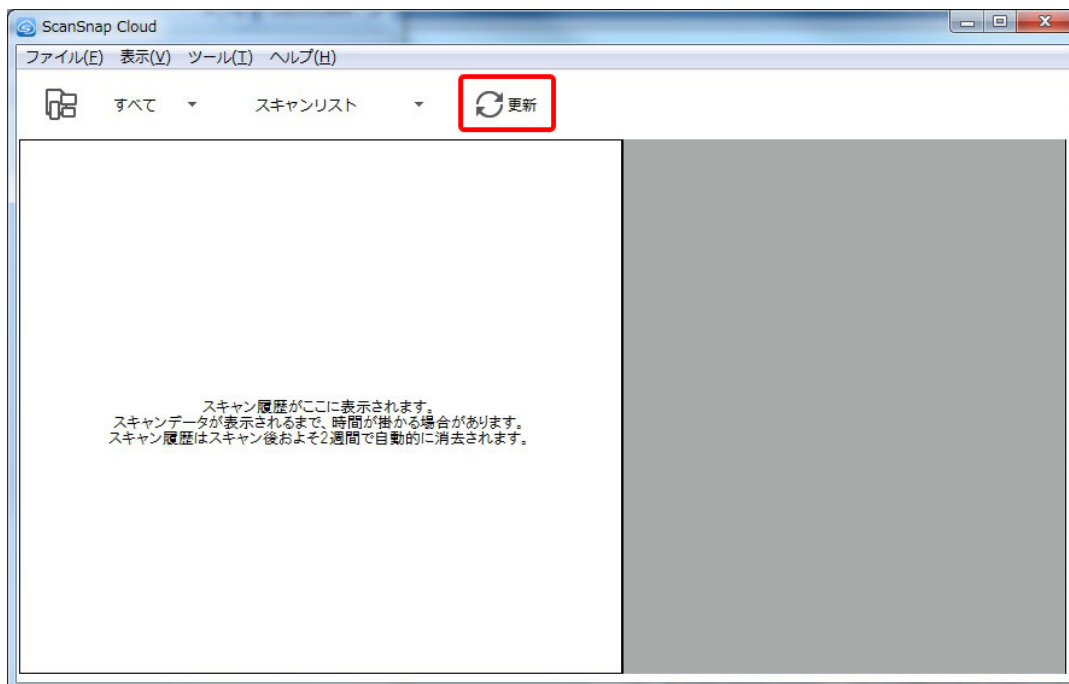 ScanSnap Cloud
ファイル(F) 表示(V) ツール(T) ヘルプ(H)
すべて スキャンリスト 更新
スキャン履歴がここに表示されます。
スキャンデータが表示されるまで、時間が掛かる場合があります。
スキャン履歴はスキャン後およそ2週間で自動的に消去されます。